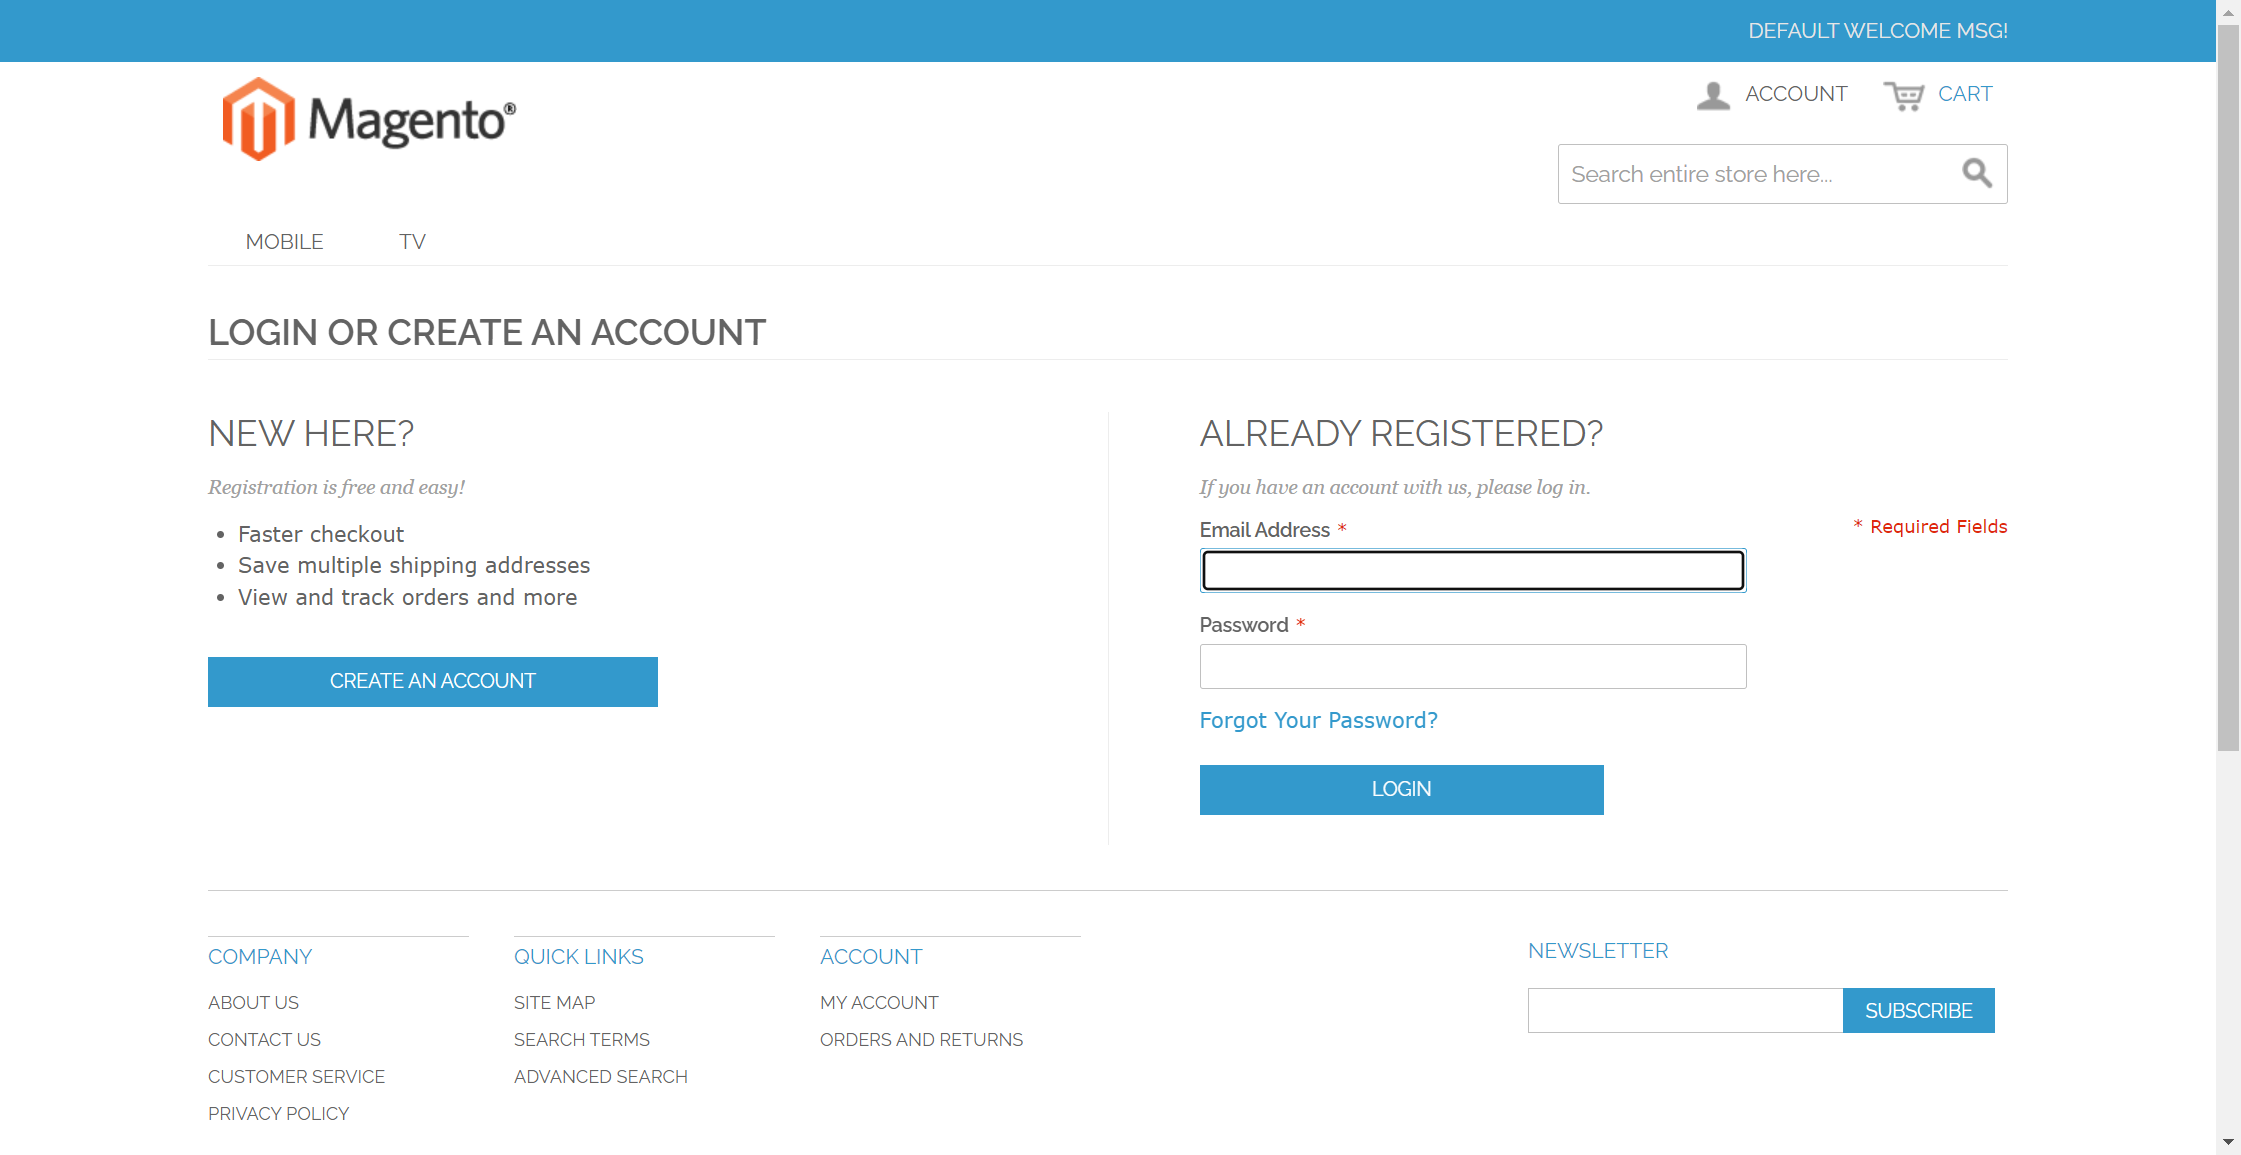 DEFAULT WELCOME MSG!
Magento®
ACCOUNT
CART
Search entire store here...
MOBILE
TV
LOGIN OR CREATE AN ACCOUNT
NEW HERE?
Registration is free and easy!
• Faster checkout
• Save multiple shipping addresses
• View and track orders and more
CREATE AN ACCOUNT
ALREADY REGISTERED?
If you have an account with us, please log in.
* Required Fields
Email Address *
Password *
Forgot Your Password?
LOGIN
COMPANY
ABOUT US
CONTACT US
CUSTOMER SERVICE
PRIVACY POLICY
QUICK LINKS
SITE MAP
SEARCH TERMS
ADVANCED SEARCH
ACCOUNT
MY ACCOUNT
ORDERS AND RETURNS
NEWSLETTER
SUBSCRIBE